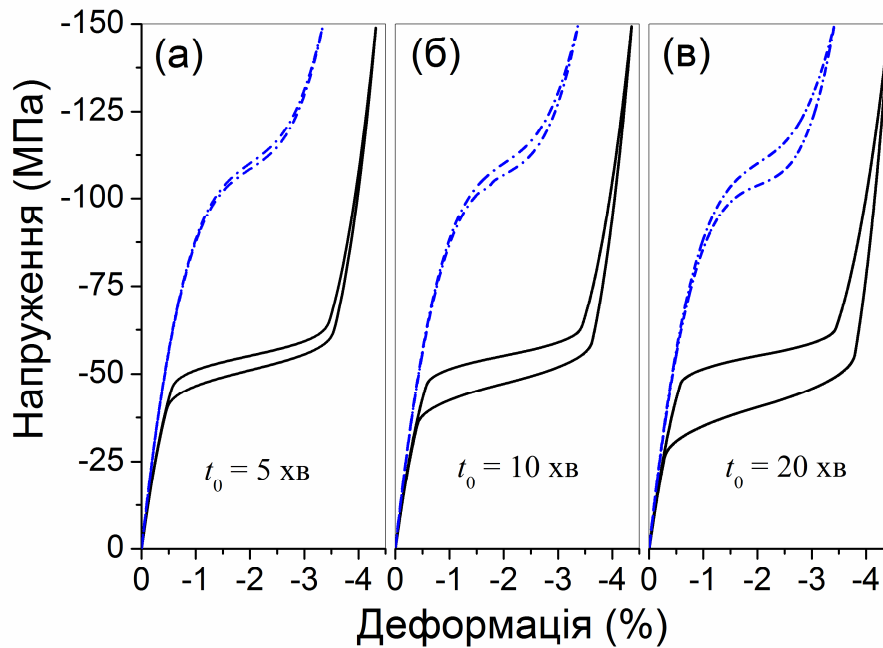 -150
-125
-100
-75
-50
-25
0
Напруження (МПа)
(а)
(б)
(в)
t0 = 5 хв
t0 = 10 хв
t0 = 20 хв
0 -1 -2 -3 -4
0 -1 -2 -3 -4
0 -1 -2 -3 -4
Деформація (%)